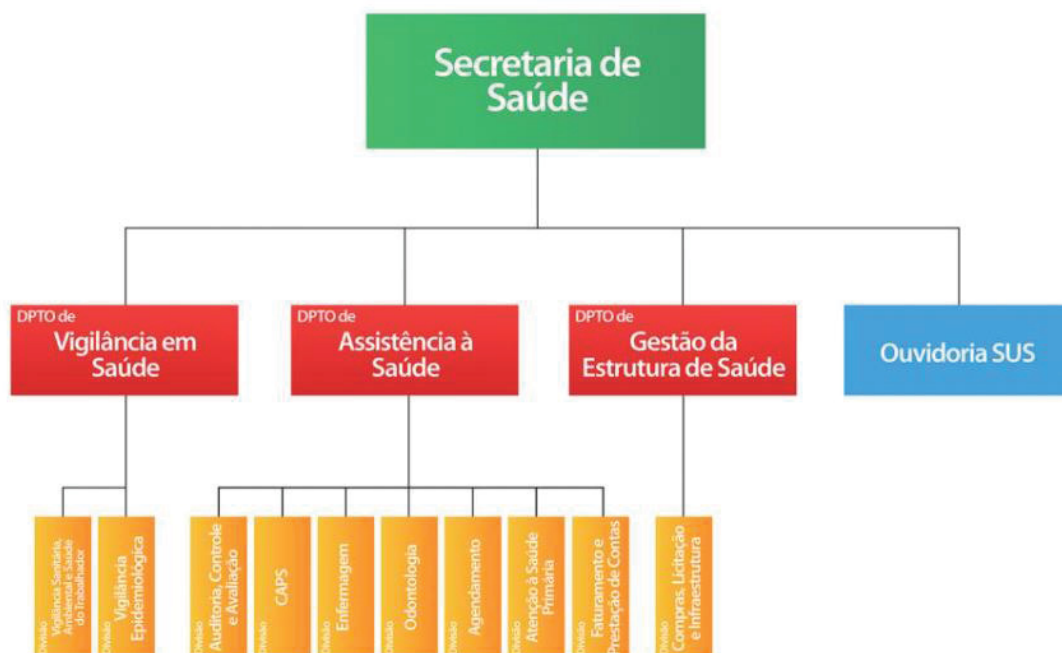 Secretaria de
Saúde
DPTO de
Vigilância em
Saúde
DPTO de
Assistência à
Saúde
DPTO de
Gestão da
Estrutura de Saúde
Ouvidoria SUS
Divisão
Vigilância Sanitária,
Ambiental e Saúde
do Trabalhador
Divisão
Vigilância
Epidemiológica
Divisão
Auditoria, Controle
e Avaliação
Divisão
CAPS
Divisão
Enfermagem
Divisão
Odontologia
Divisão
Agendamento
Divisão
Atenção à Saúde
Primária
Divisão
Faturamento e
Prestação de Contas
Divisão
Compras, Licitação
e Infraestrutura